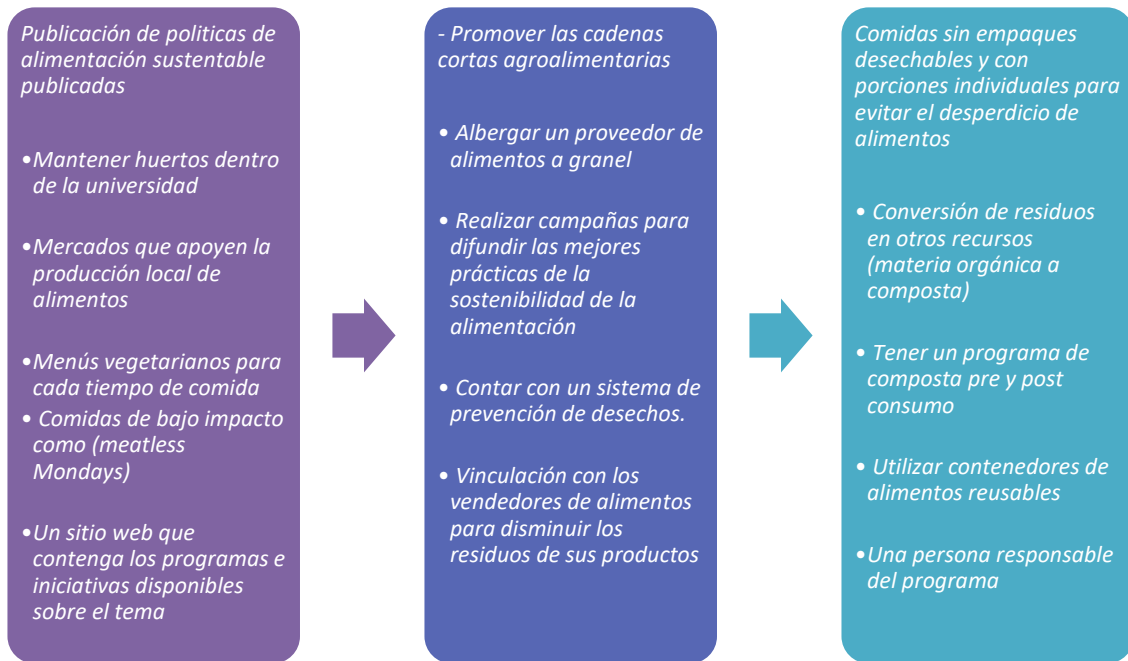 Publicación de politicas de
alimentación sustentable
publicadas
•Mantener huertos dentro
de la universidad
•Mercados que apoyen la
producción local de
alimentos
•Menús vegetarianos para
cada tiempo de comida
• Comidas de bajo impacto
como (meatless
Mondays)
•Un sitio web que
contenga los programas e
iniciativas disponibles
sobre el tema
- Promover las cadenas
cortas agroalimentarias
• Albergar un proveedor de
alimentos a granel
• Realizar campañas para
difundir las mejores
prácticas de la
sostenibilidad de la
alimentación
• Contar con un sistema de
prevención de desechos.
• Vinculación con los
vendedores de alimentos
para disminuir los
residuos de sus productos
Comidas sin empaques
desechables y con
porciones individuales para
evitar el desperdicio de
alimentos
• Conversión de residuos
en otros recursos
(materia orgánica a
composta)
• Tener un programa de
composta pre y post
consumo
• Utilizar contenedores de
alimentos reusables
•Una persona responsable
del programa